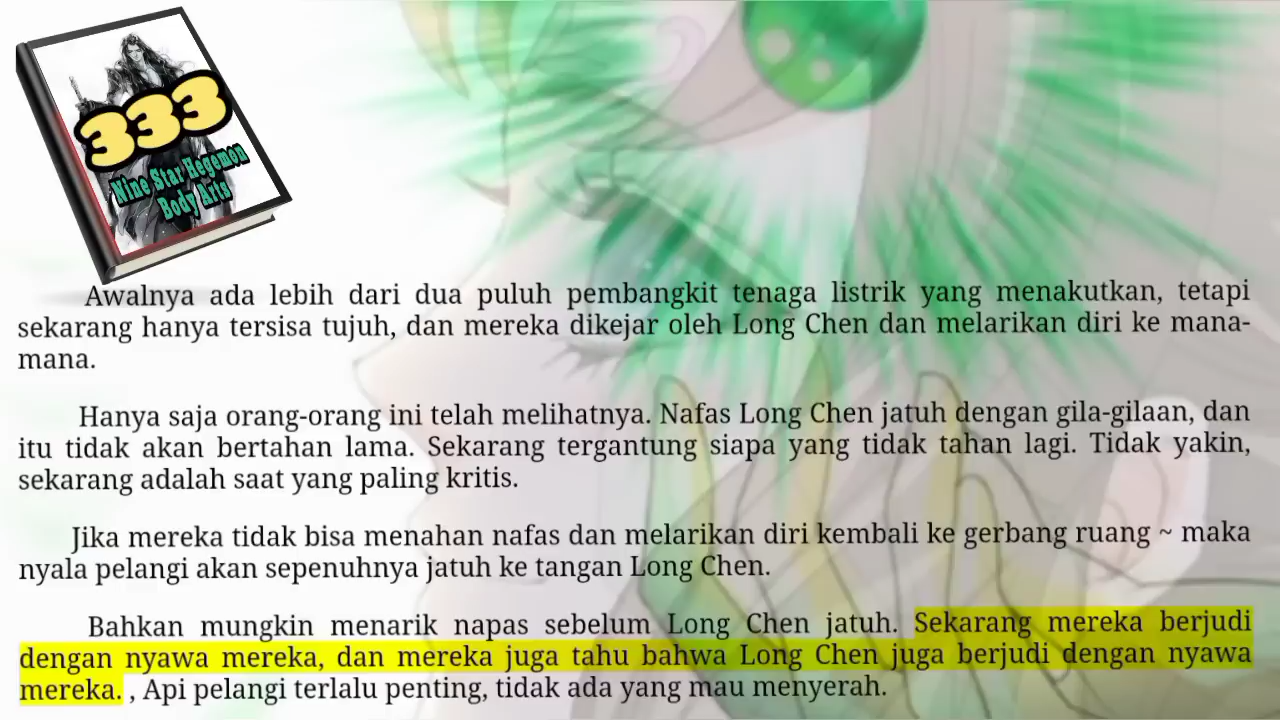 333
Nine Star Hegemon
Body Arts
Awalnya ada lebih dari dua puluh pembangkit tenaga listrik yang menakutkan, tetapi
sekarang hanya tersisa tujuh, dan mereka dikejar oleh Long Chen dan melarikan diri ke mana-
mana.
Hanya saja orang-orang ini telah melihatnya. Nafas Long Chen jatuh dengan gila-gilaan, dan
itu tidak akan bertahan lama. Sekarang tergantung siapa yang tidak tahan lagi. Tidak yakin,
sekarang adalah saat yang paling kritis.
Jika mereka tidak bisa menahan nafas dan melarikan diri kembali ke gerbang ruang ~ maka
nyala pelangi akan sepenuhnya jatuh ke tangan Long Chen.
Bahkan mungkin menarik napas sebelum Long Chen jatuh. Sekarang mereka berjudi
dengan nyawa mereka, dan mereka juga tahu bahwa Long Chen juga berjudi dengan nyawa
mereka. , Api pelangi terlalu penting, tidak ada yang mau menyerah.